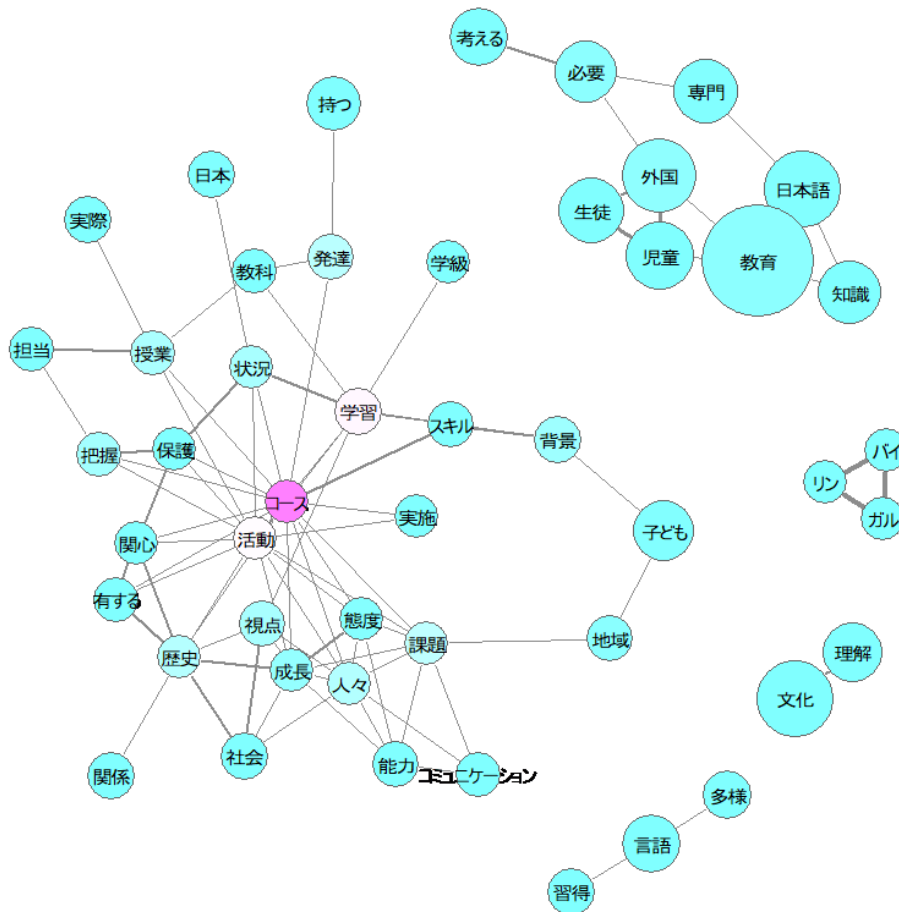 考える
必要
専門
持つ
日本
外国
日本語
実際
生徒
児童
教育
教科
発達
学級
知識
担当
授業
状況
学習
スキル
背景
把握
保護
バイ
リン
ガル
コース
実施
活動
関心
子ども
有する
視点
態度
課題
地域
歴史
成長
人々
理解
文化
関係
社会
能力
コミュニケーション
多様
言語
習得